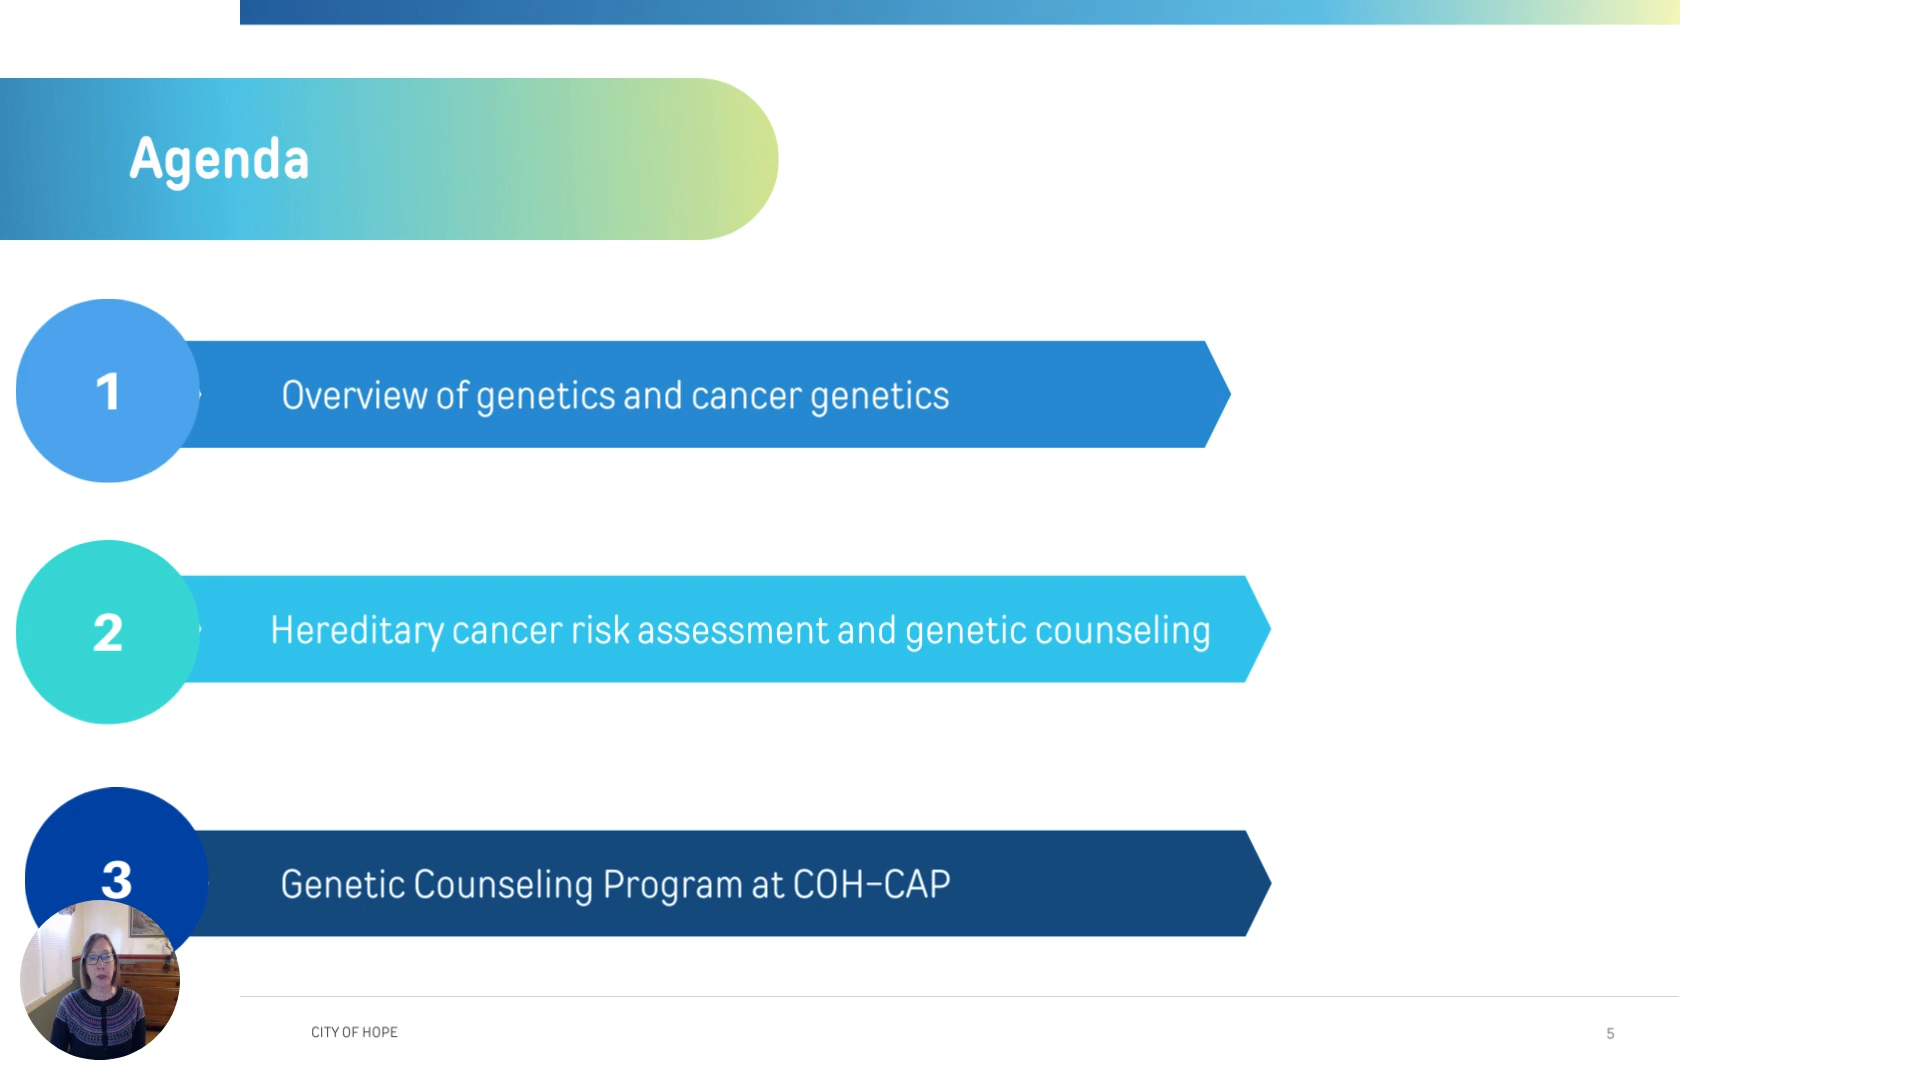 Agenda
1
Overview of genetics and cancer genetics
2
Hereditary cancer risk assessment and genetic counseling
3
Genetic Counseling Program at COH-CAP
CITY OF HOPE
5